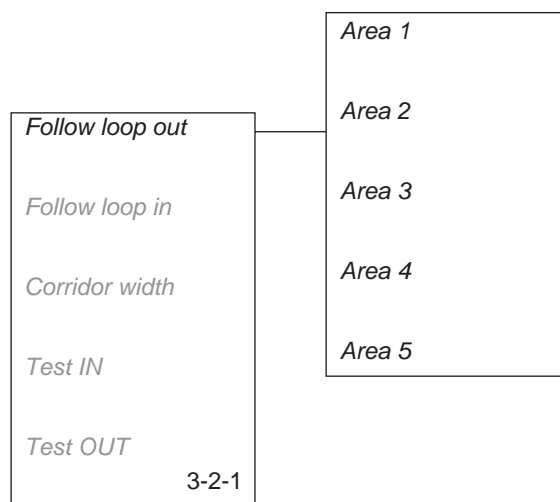 Follow loop out
Follow loop in
Corridor width
Test IN
Test OUT
3-2-1
Area 1
Area 2
Area 3
Area 4
Area 5